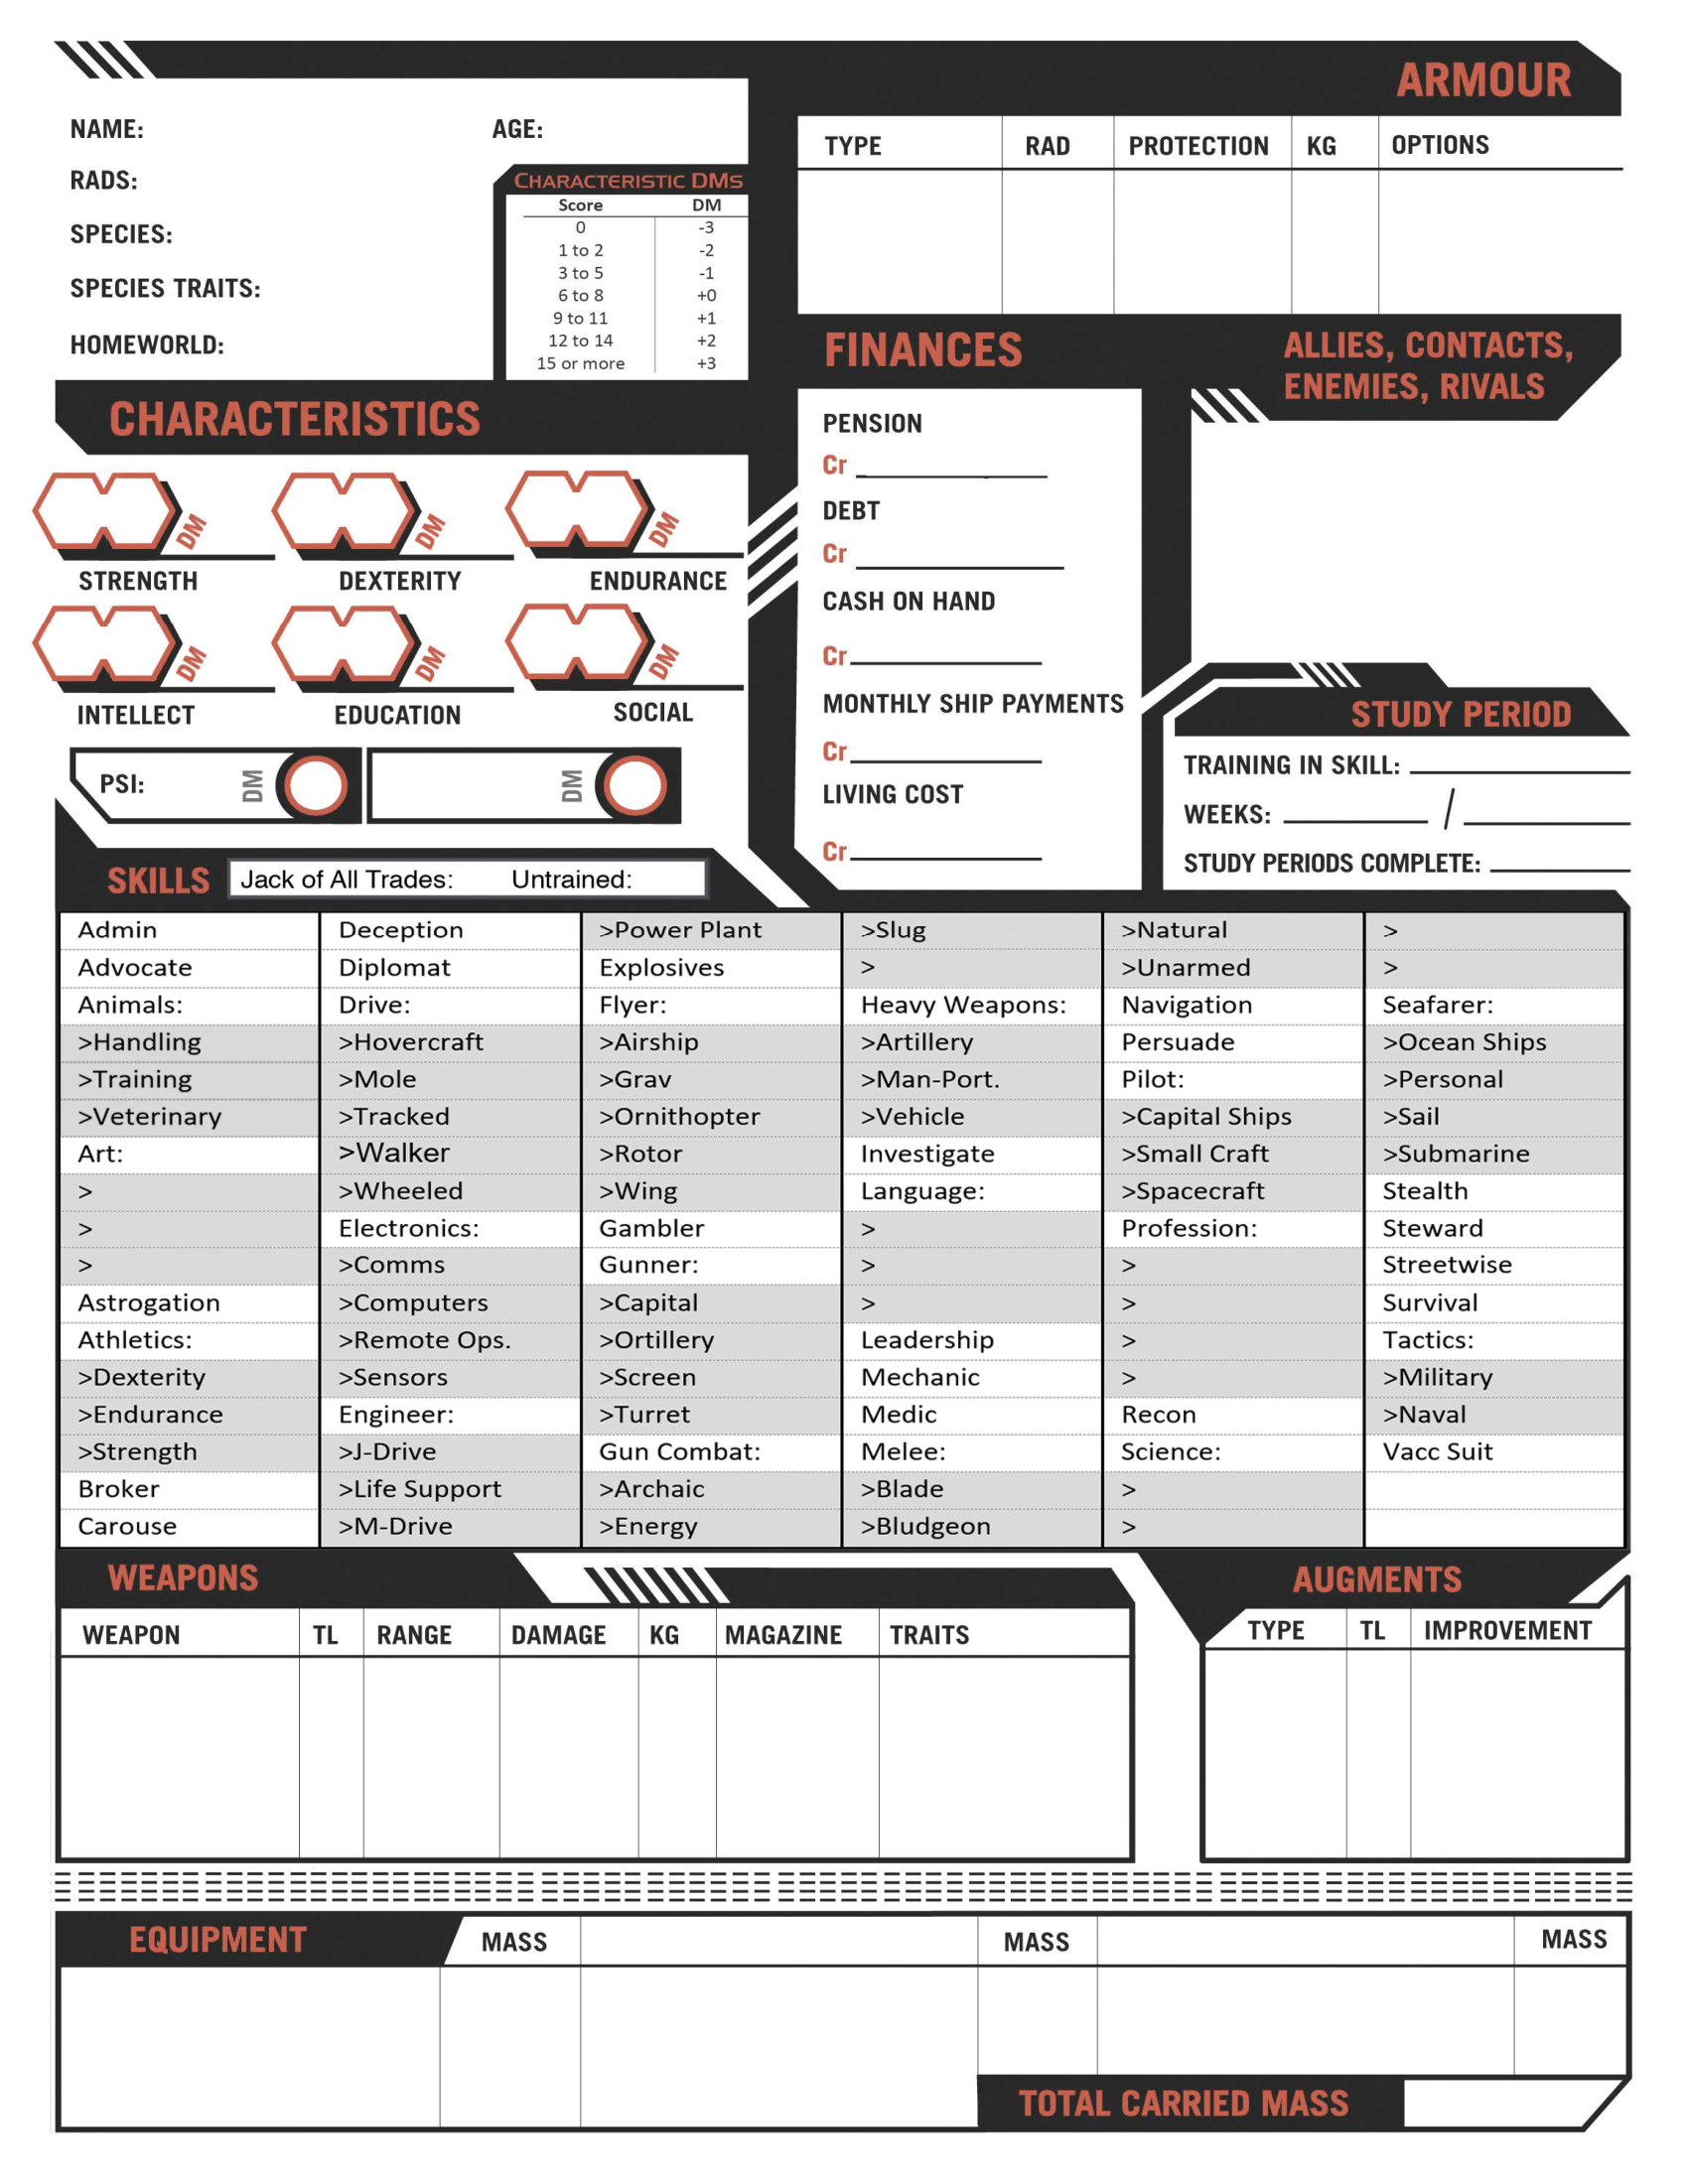 NAME:
AGE:
RADS:
SPECIES:
SPECIES TRAITS:
HOMEWORLD:
CHARACTERISTIC DMS
Score DM
0 -3
1 to 2 -2
3 to 5 -1
6 to 8 +0
9 to 11 +1
12 to 14 +2
15 or more +3
ARMOUR
TYPE RAD PROTECTION KG OPTIONS
CHARACTERISTICS
DM DM DM
STRENGTH DEXTERITY ENDURANCE
DM DM DM
INTELLECT EDUCATION SOCIAL
PSI: DM DM
FINANCES
PENSION
Cr
DEBT
Cr
CASH ON HAND
Cr
MONTHLY SHIP PAYMENTS
Cr
LIVING COST
Cr
ALLIES, CONTACTS,
ENEMIES, RIVALS
STUDY PERIOD
TRAINING IN SKILL:
WEEKS: /
STUDY PERIODS COMPLETE:
SKILLS Jack of All Trades: Untrained:
Admin
Advocate
Animals:
>Handling
>Training
>Veterinary
Art:
>
>
>
Astrogation
Athletics:
>Dexterity
>Endurance
>Strength
Broker
Carouse
Deception
Diplomat
Drive:
>Hovercraft
>Mole
>Tracked
>Walker
>Wheeled
Electronics:
>Comms
>Computers
>Remote Ops.
>Sensors
Engineer:
>J-Drive
>Life Support
>M-Drive
>Power Plant
Explosives
Flyer:
>Airship
>Grav
>Ornithopter
>Rotor
>Wing
Gambler
Gunner:
>Capital
>Ortillery
>Screen
>Turret
Gun Combat:
>Archaic
>Energy
>Slug
>
Heavy Weapons:
>Artillery
>Man-Port.
>Vehicle
Investigate
Language:
>
>
>
Leadership
Mechanic
Medic
Melee:
>Blade
>Bludgeon
>Natural
>Unarmed
Navigation
Persuade
Pilot:
>Capital Ships
>Small Craft
>Spacecraft
Profession:
>
>
>
>
Recon
Science:
>
>
>
>
Seafarer:
>Ocean Ships
>Personal
>Sail
>Submarine
Stealth
Steward
Streetwise
Survival
Tactics:
>Military
>Naval
Vacc Suit
WEAPONS
WEAPON TL RANGE DAMAGE KG MAGAZINE TRAITS
AUGMENTS
TYPE TL IMPROVEMENT
EQUIPMENT MASS MASS MASS
TOTAL CARRIED MASS